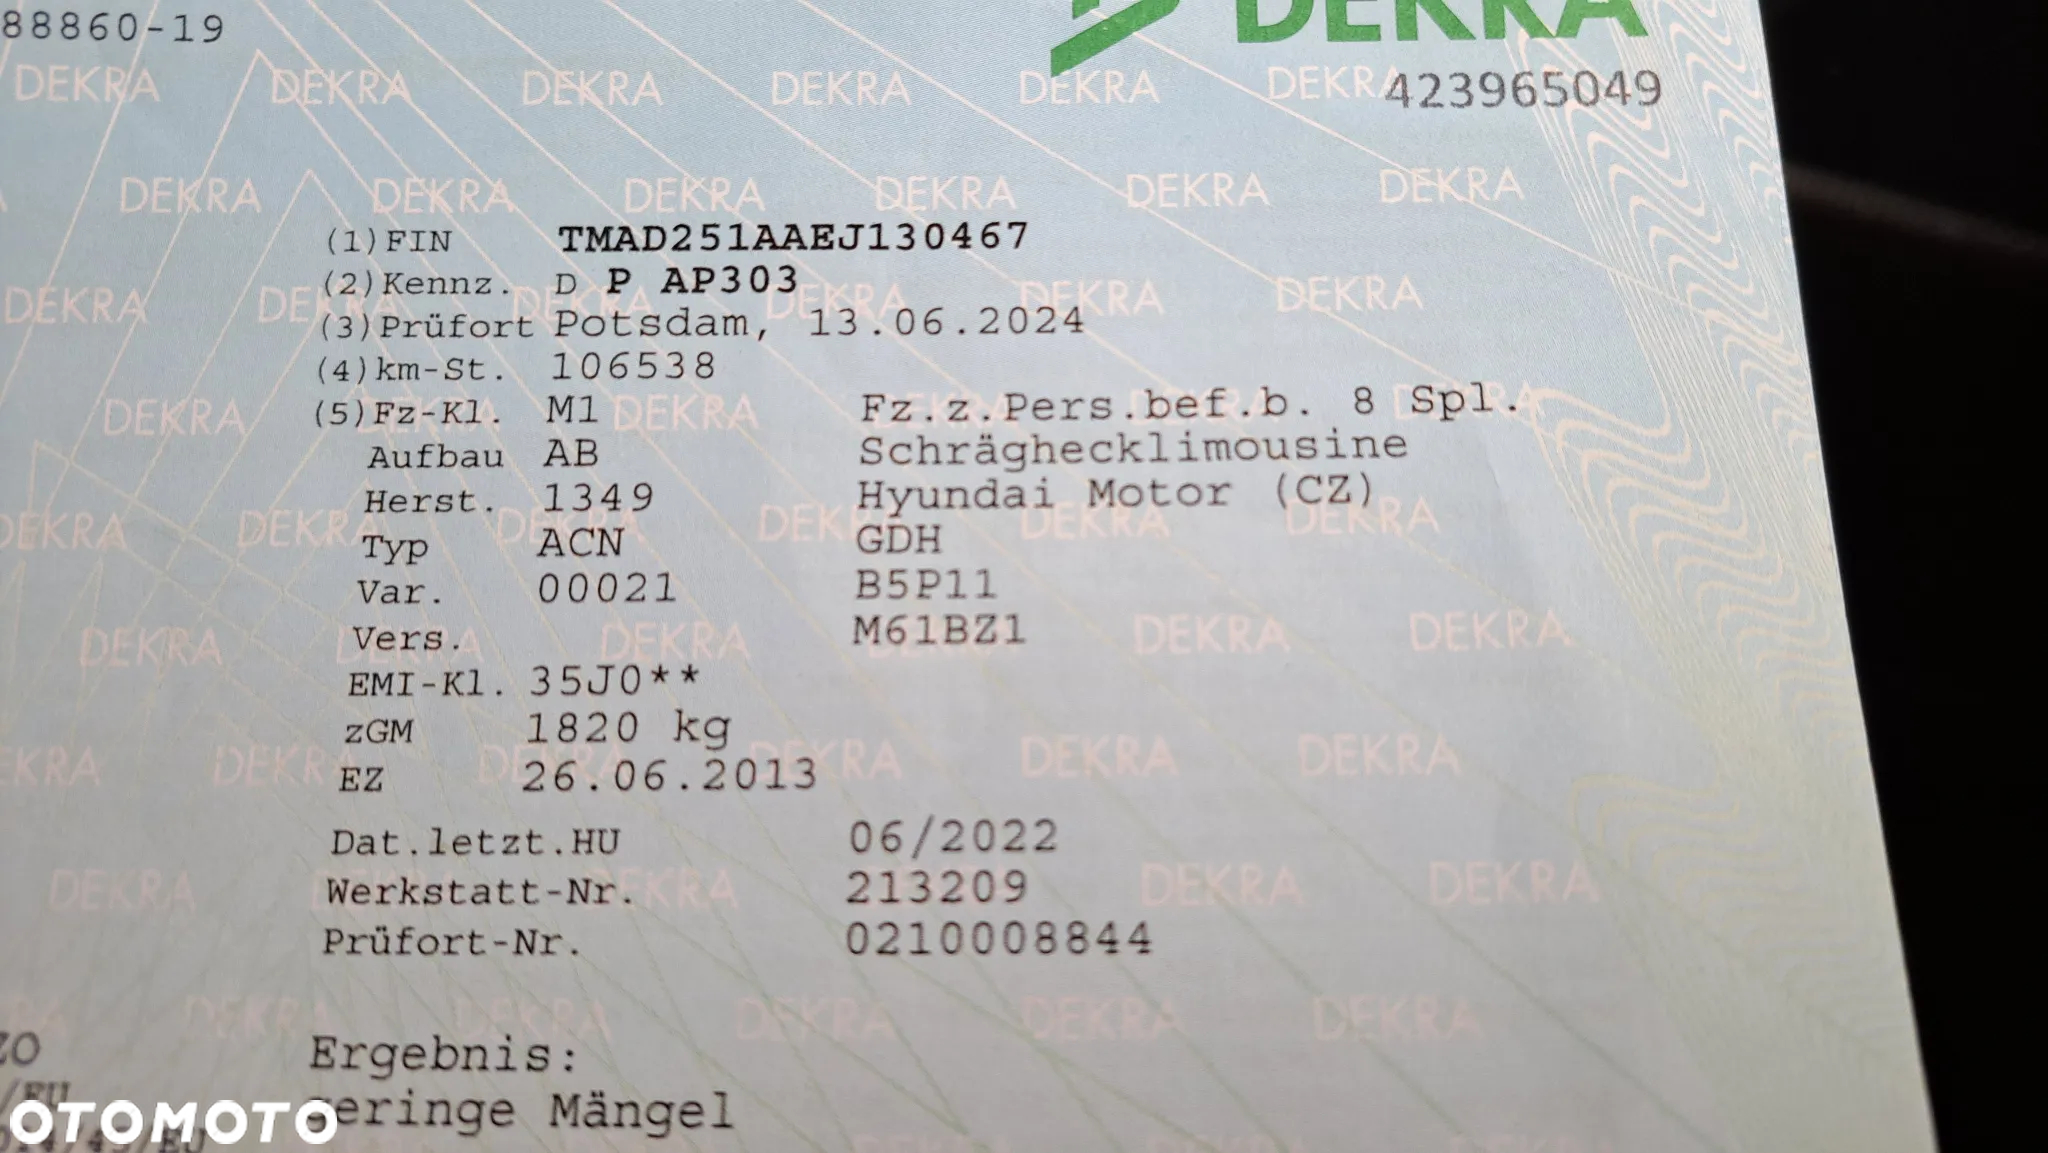 88860-19
DEKRA
423965049
(1)FIN TMAD251AAEJ130467
(2)Kennz. D P AP303
(3)Prüfort Potsdam, 13.06.2024
(4)km-St. 106538
(5)Fz-Kl. M1 Fz.z.Pers.bef.b. 8 Spl.
Aufbau AB Schräghecklimousine
Herst. 1349 Hyundai Motor (CZ)
Typ ACN GDH
Var. 00021 B5P11
Vers. M61BZ1
EMI-Kl. 35J0**
zGM 1820 kg
EZ 26.06.2013
Dat.letzt.HU 06/2022
Werkstatt-Nr. 213209
Prüfort-Nr. 0210008844
ZO Ergebnis:
/EU geringe Mängel
OTOMOTO